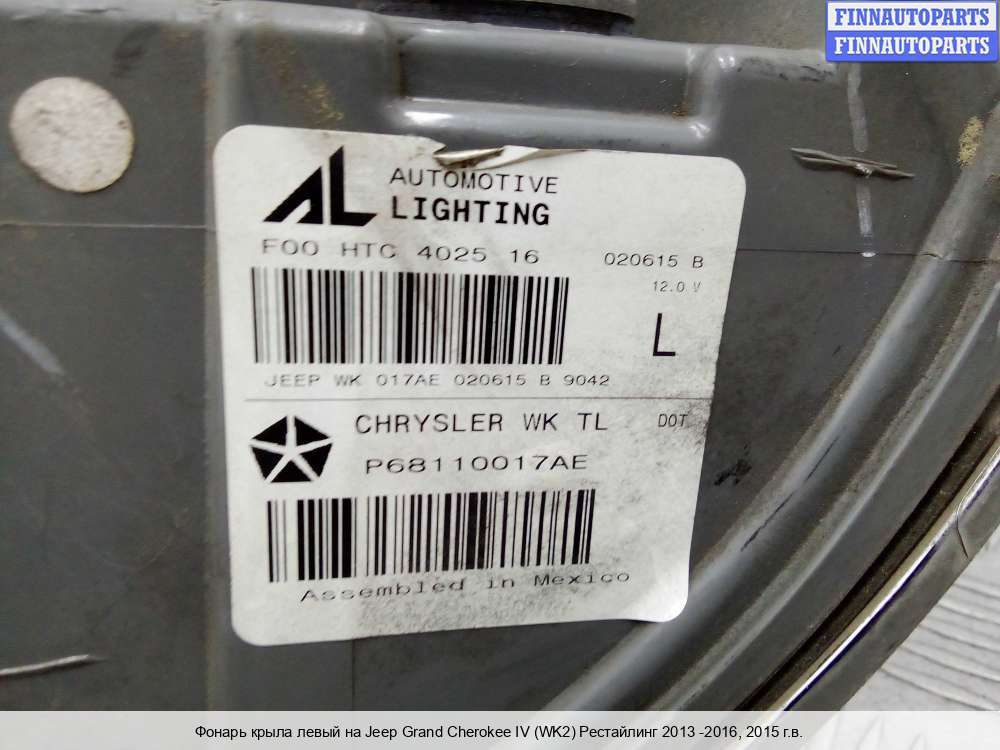 FINNAUTOPARTS
FINNAUTOPARTS
AL AUTOMOTIVE
LIGHTING
F00 HTC 4025 16
020615 B
12.0 V
L
JEEP WK 017AE 020615 B 9042
CHRYSLER WK TL
DOT
P68110017AE
Assembled in Mexico
Фонарь крыла левый на Jeep Grand Cherokee IV (WK2) Рестайлинг 2013 -2016, 2015 г.в.